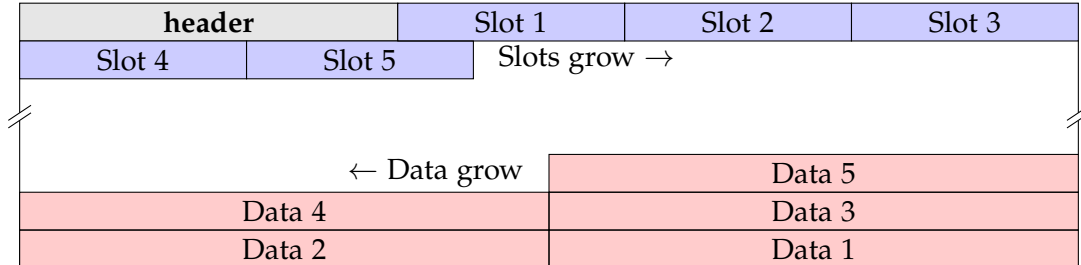 header Slot 1 Slot 2 Slot 3
Slot 4 Slot 5 Slots grow →
← Data grow Data 5
Data 4 Data 3
Data 2 Data 1